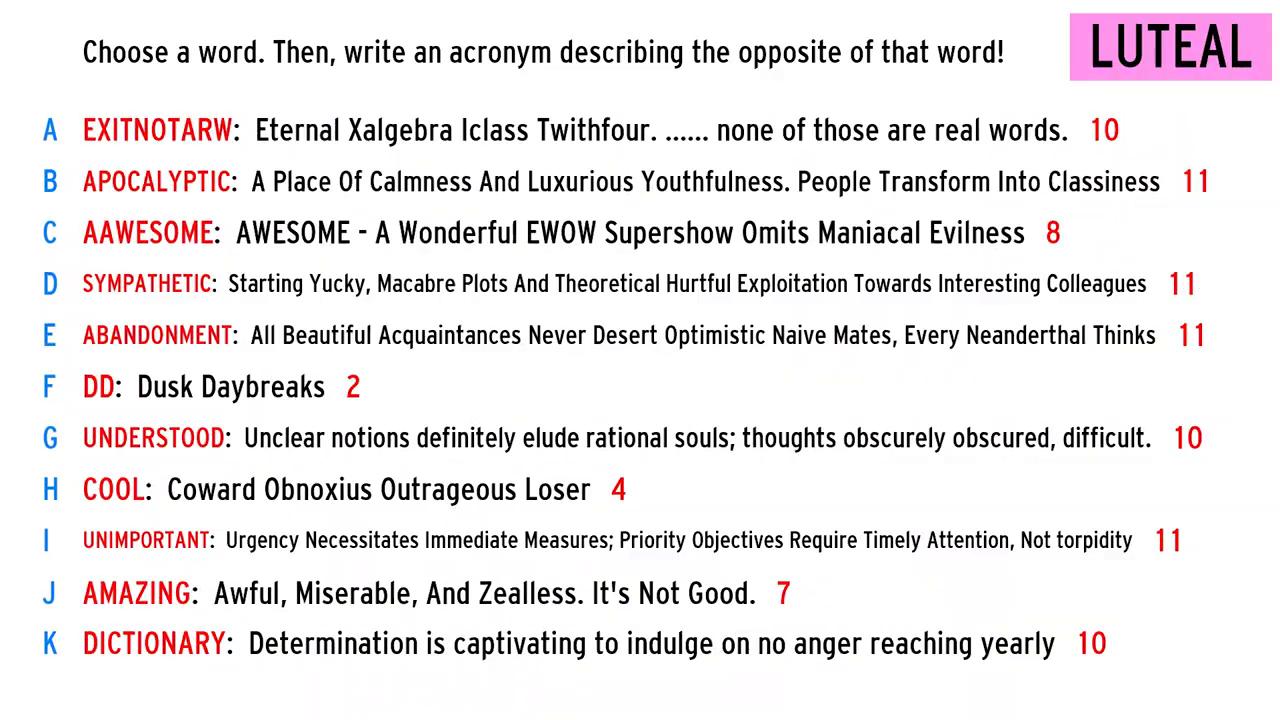 Choose a word. Then, write an acronym describing the opposite of that word!
LUTEAL
A EXITNOTARW: Eternal Xalgebra Iclass Twithfour. ...... none of those are real words. 10
B APOCALYPTIC: A Place Of Calmness And Luxurious Youthfulness. People Transform Into Classiness 11
C AAWESOME: AWESOME - A Wonderful EWOW Supershow Omits Maniacal Evilness 8
D SYMPATHETIC: Starting Yucky, Macabre Plots And Theoretical Hurtful Exploitation Towards Interesting Colleagues 11
E ABANDONMENT: All Beautiful Acquaintances Never Desert Optimistic Naive Mates, Every Neanderthal Thinks 11
F DD: Dusk Daybreaks 2
G UNDERSTOOD: Unclear notions definitely elude rational souls; thoughts obscurely obscured, difficult. 10
H COOL: Coward Obnoxius Outrageous Loser 4
I UNIMPORTANT: Urgency Necessitates Immediate Measures; Priority Objectives Require Timely Attention, Not torpidity 11
J AMAZING: Awful, Miserable, And Zealless. It's Not Good. 7
K DICTIONARY: Determination is captivating to indulge on no anger reaching yearly 10